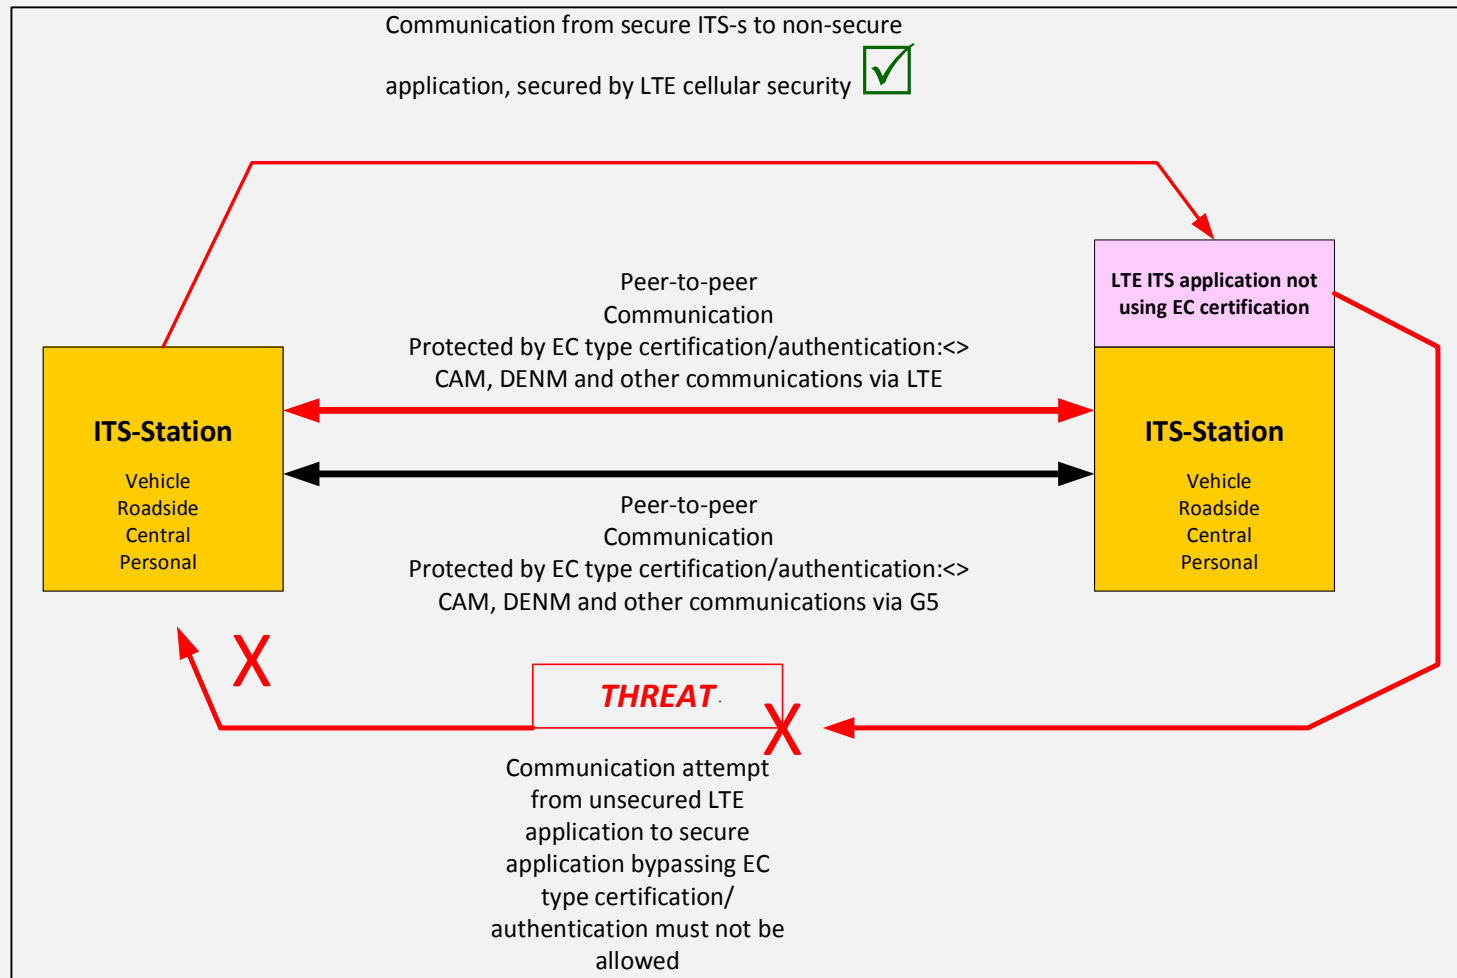 Communication from secure ITS-s to non-secure
application, secured by LTE cellular security
LTE ITS application not
using EC certification
Peer-to-peer
Communication
Protected by EC type certification/authentication:<>
CAM, DENM and other communications via LTE
ITS-Station
Vehicle
Roadside
Central
Personal
ITS-Station
Vehicle
Roadside
Central
Personal
Peer-to-peer
Communication
Protected by EC type certification/authentication:<>
CAM, DENM and other communications via G5
X
THREAT .
X
Communication attempt
from unsecured LTE
application to secure
application bypassing EC
type certification/
authentication must not be
allowed